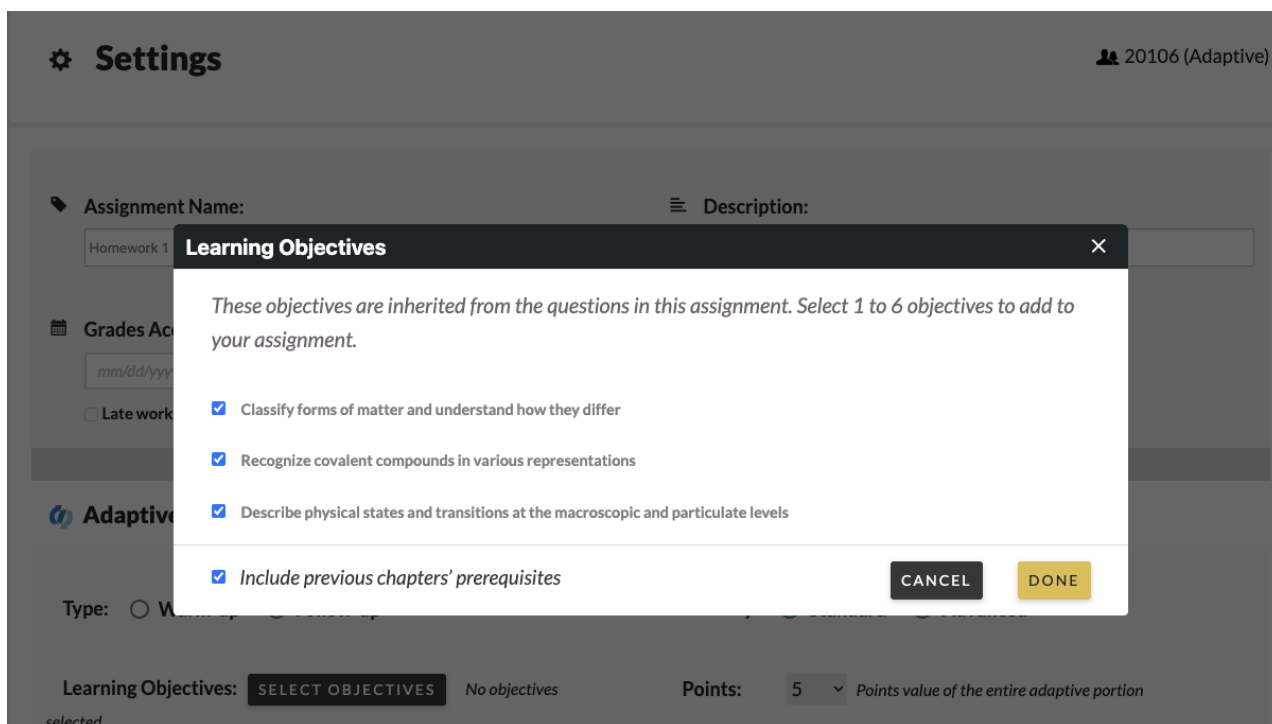 Settings
20106 (Adaptive)
Assignment Name:
Description:
Homework 1
Learning Objectives
These objectives are inherited from the questions in this assignment. Select 1 to 6 objectives to add to
your assignment.
Grades
mm/dd/yyy
Late work
Classify forms of matter and understand how they differ
Recognize covalent compounds in various representations
Describe physical states and transitions at the macroscopic and particulate levels
Adaptive
Include previous chapters’ prerequisites
CANCEL
DONE
Type:
Learning Objectives:
SELECT OBJECTIVES
No objectives
selected
Points:
5
Points value of the entire adaptive portion